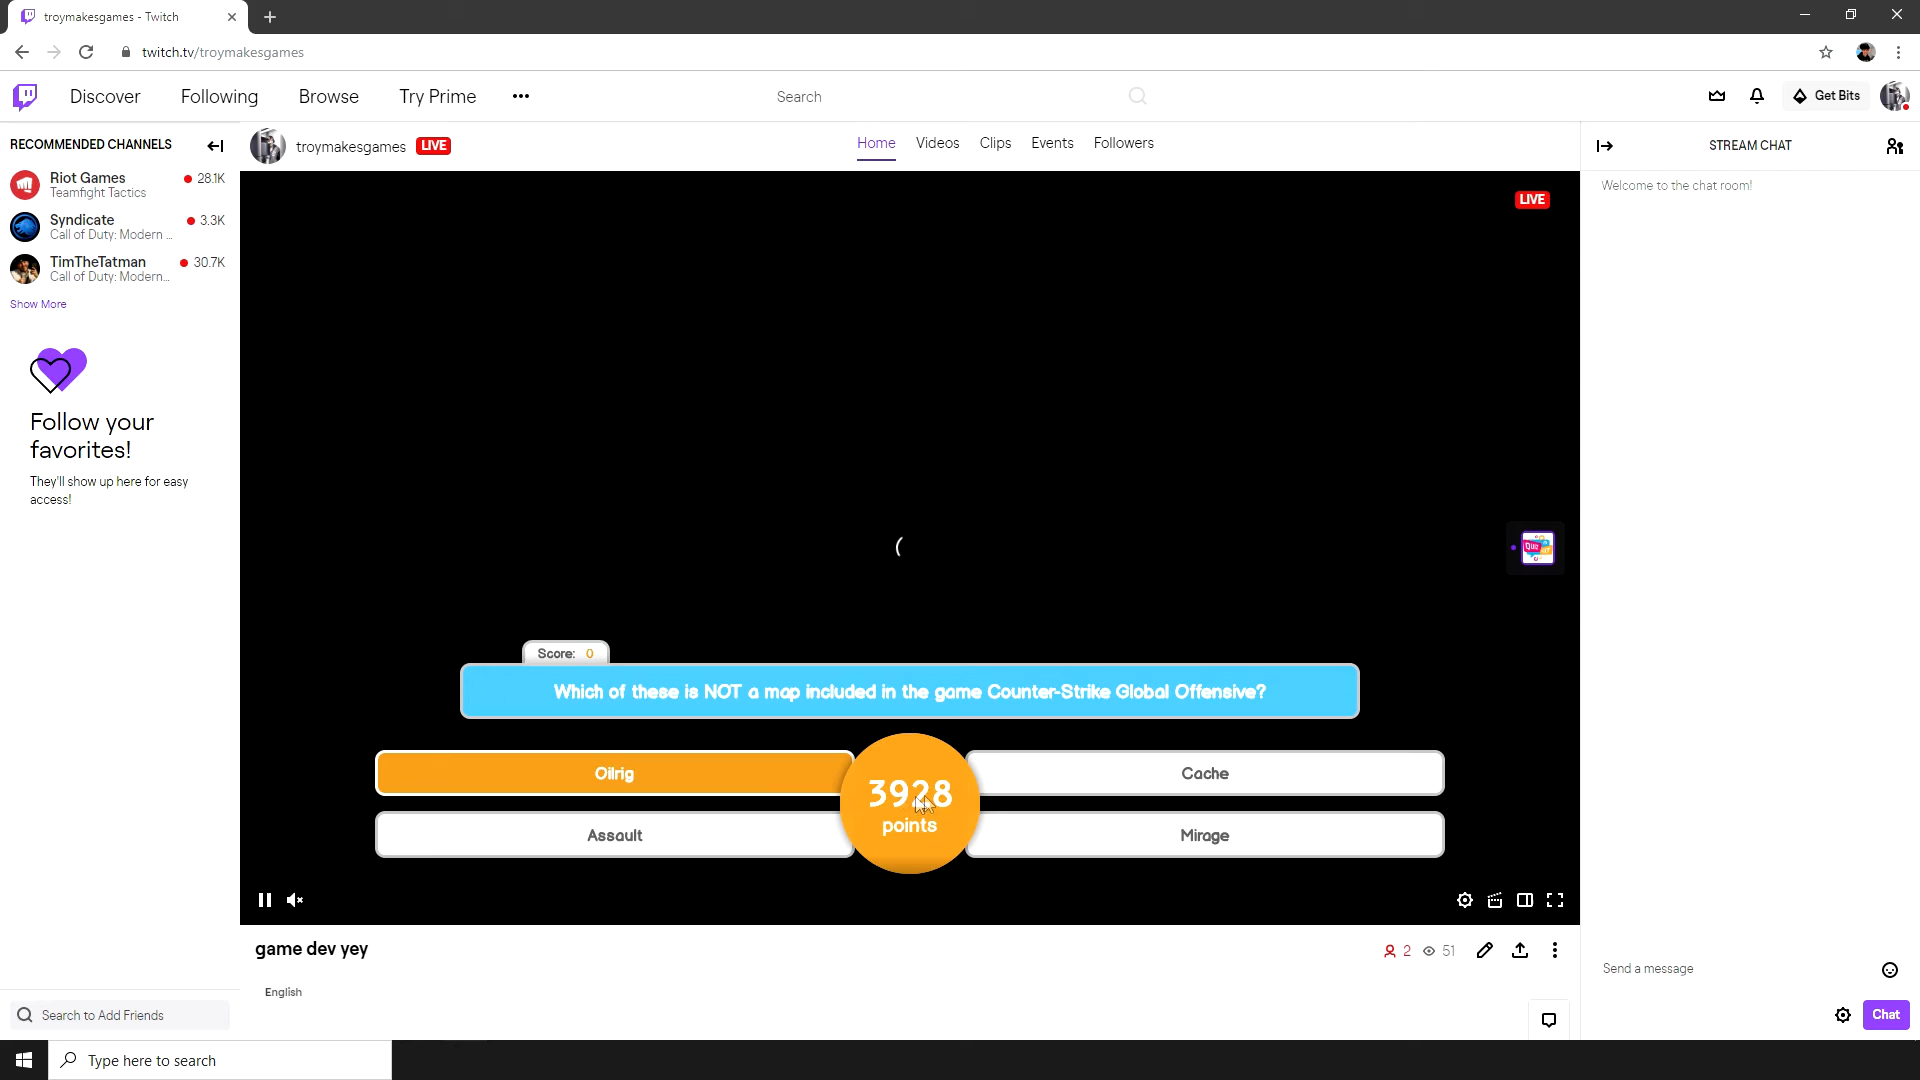 troymakesgames - Twitch
twitch.tv/troymakesgames
Discover
Following
Browse
Try Prime
Search
Get Bits
RECOMMENDED CHANNELS
Riot Games
28.1K
Teamfight Tactics
Syndicate
3.3K
Call of Duty: Modern ...
TimTheTatman
30.7K
Call of Duty: Modern...
Show More
Follow your
favorites!
They'll show up here for easy
access!
Search to Add Friends
troymakesgames
LIVE
Home
Videos
Clips
Events
Followers
LIVE
QUIZ
Score: 0
Which of these is NOT a map included in the game Counter-Strike Global Offensive?
Oilrig
Cache
3928
points
Assault
Mirage
game dev yey
2
51
English
STREAM CHAT
Welcome to the chat room!
Send a message
Chat
Type here to search